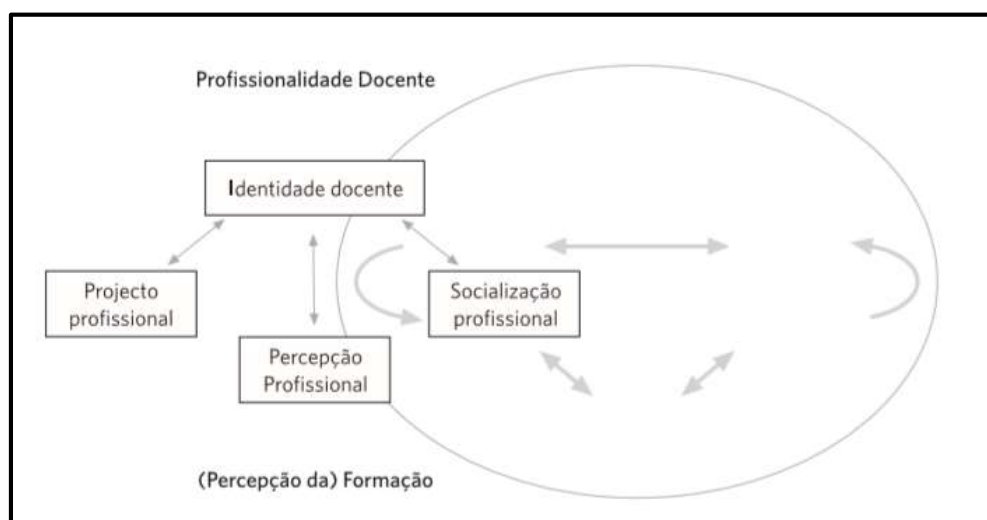 Profissionalidade Docente
Identidade docente
Projecto
profissional
Socialização
profissional
Percepção
Profissional
(Percepção da) Formação